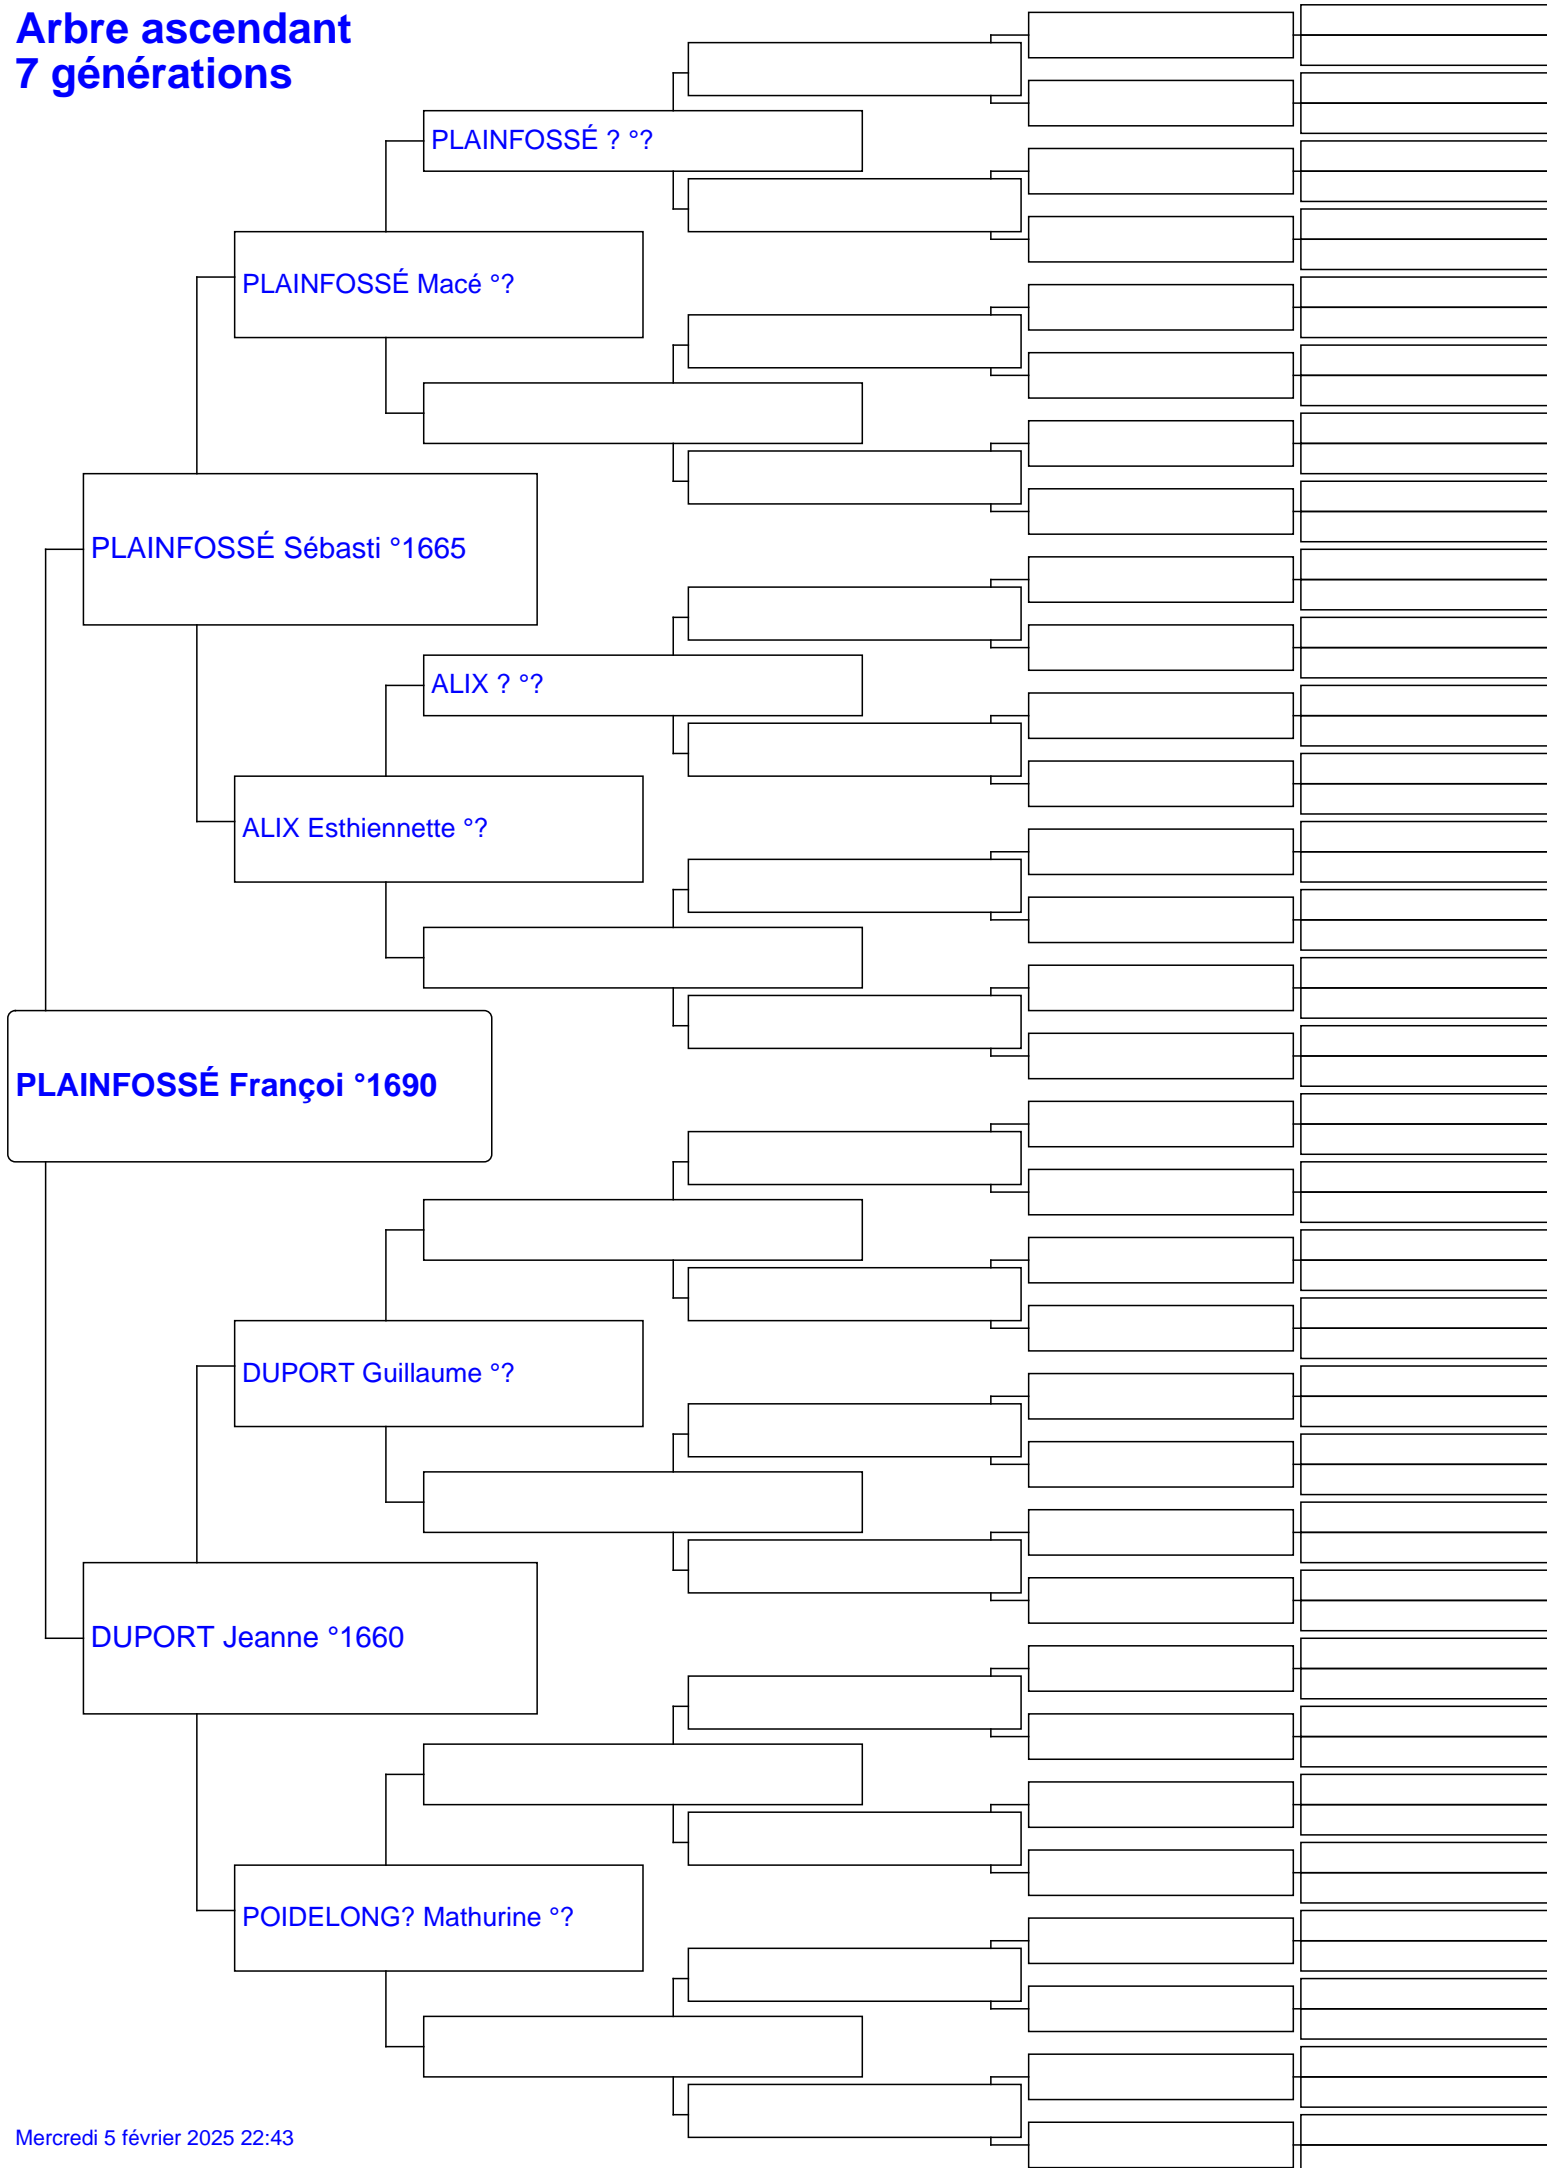 Arbre ascendant
7 générations
PLAINFOSSÉ ? °?
PLAINFOSSÉ Macé °?
PLAINFOSSÉ Sébasti °1665
ALIX ? °?
ALIX Esthiennette °?
PLAINFOSSÉ Françoi °1690
DUPORT Guillaume °?
DUPORT Jeanne °1660
POIDELONG? Mathurine °?
Mercredi 5 février 2025 22:43